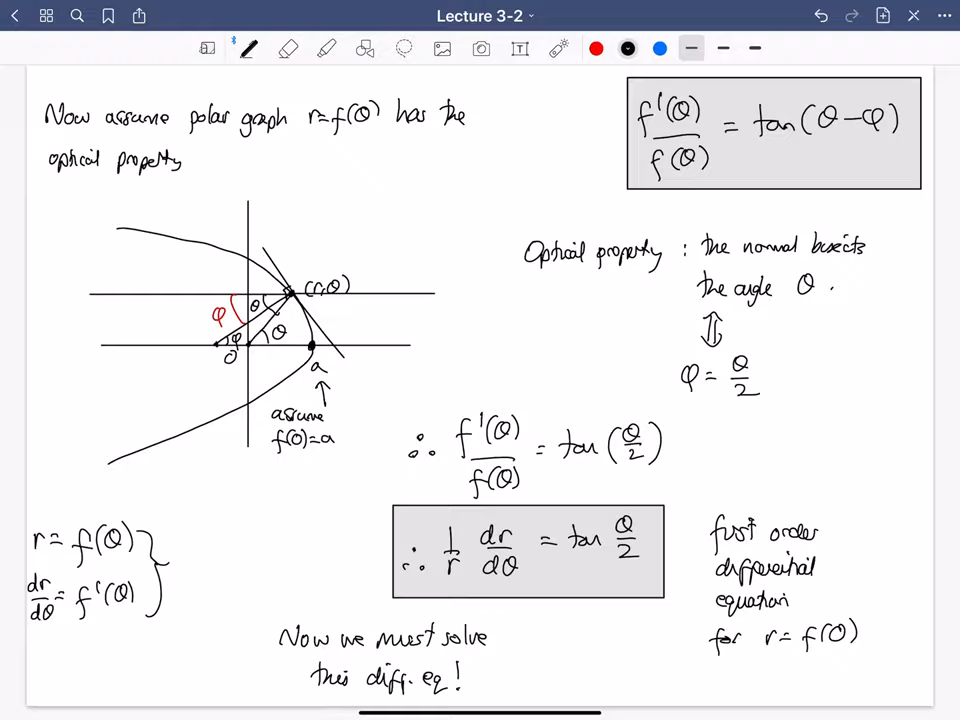 Lecture 3-2
Now assume polar graph r=f(θ) has the
optical property
f'(θ)/f(θ) = tan(θ-φ)
Optical property : the normal bisects
the angle θ.
⇕
φ = θ/2
(r,θ)
φ
θ
φ
θ
O
a
↑
assume
f(0)=a
∴ f'(θ)/f(θ) = tan(θ/2)
r = f(θ)
dr/dθ = f'(θ)
}
∴ 1/r dr/dθ = tan θ/2
first order
differential
equation
for r = f(θ)
Now we must solve
this diff. eq!